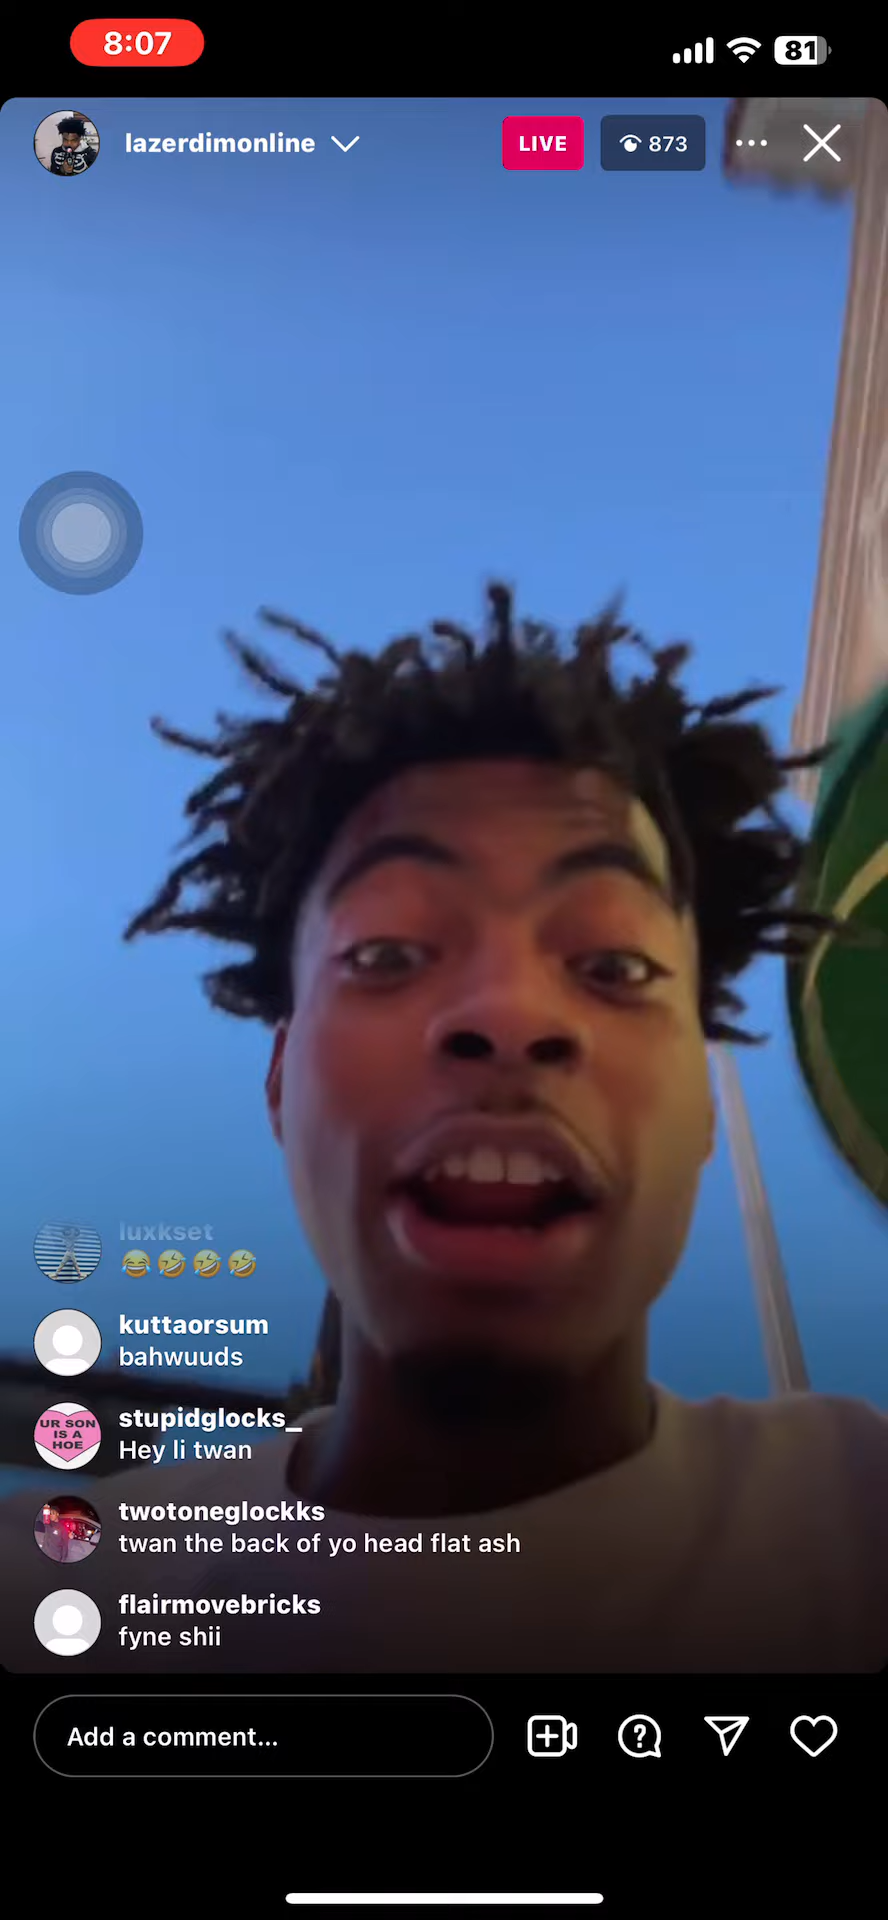 8:07
81
lazerdimonline
LIVE
873
luxkset
😂🤣🤣🤣
kuttaorsum
bahwuuds
UR SON
IS A
HOE
stupidglocks_
Hey li twan
twotoneglockks
twan the back of yo head flat ash
flairmovebricks
fyne shii
Add a comment...